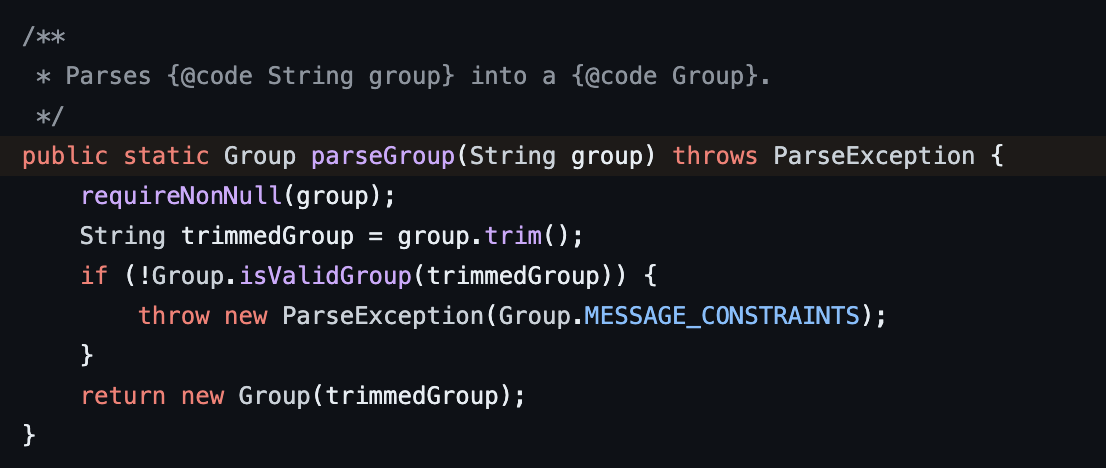 /**
 * Parses {@code String group} into a {@code Group}.
 */
public static Group parseGroup(String group) throws ParseException {
    requireNonNull(group);
    String trimmedGroup = group.trim();
    if (!Group.isValidGroup(trimmedGroup)) {
        throw new ParseException(Group.MESSAGE_CONSTRAINTS);
    }
    return new Group(trimmedGroup);
}